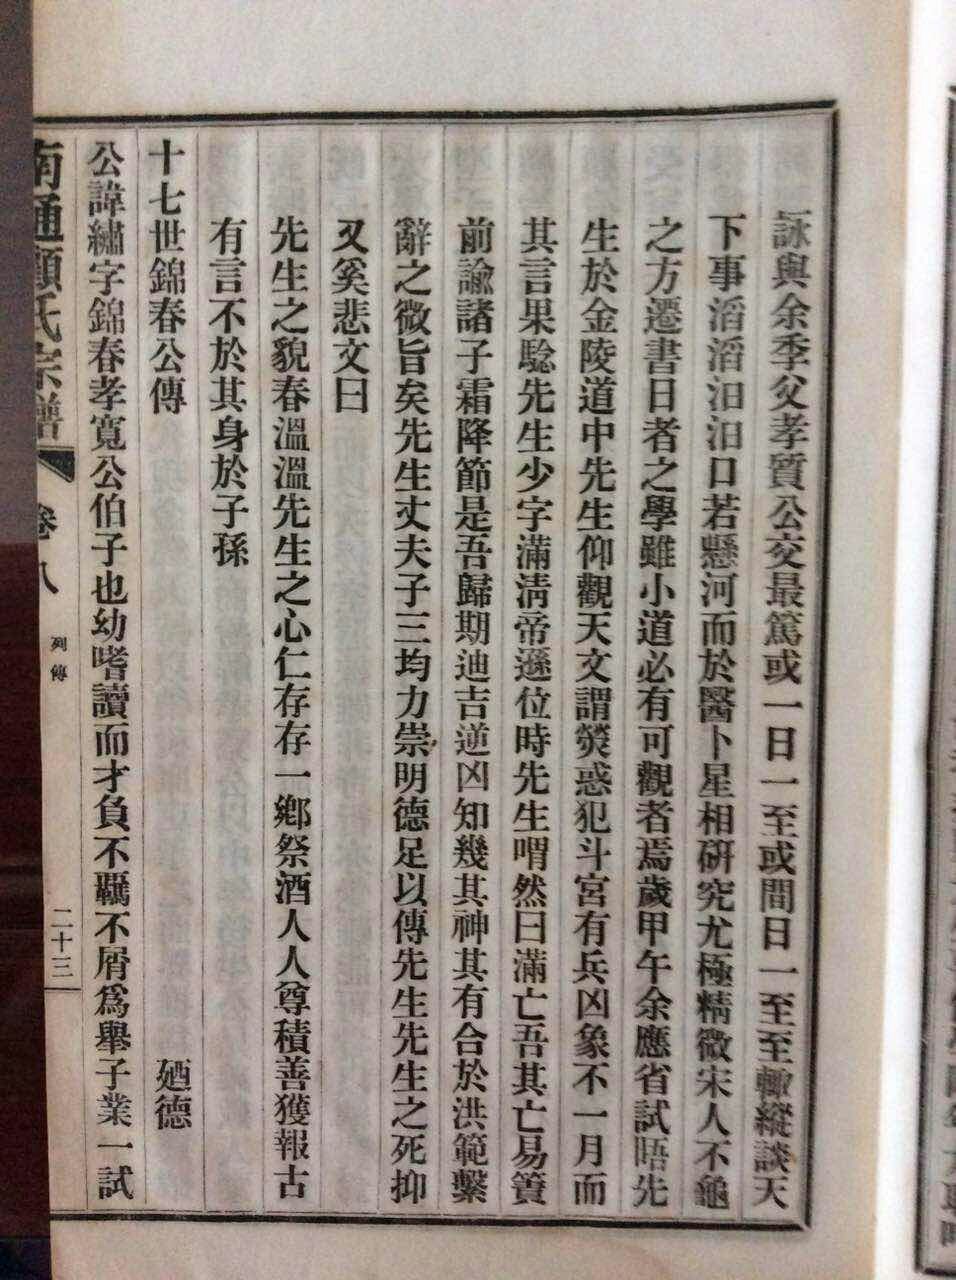 詠與余季父孝質公交最篤或一日一至或間日一至至輙縱談天
下事滔滔汩汩口若懸河而於醫卜星相研究尤極精微宋人不龜
之方遷書日者之學雖小道必有可觀者焉歲甲午余應省試晤先
生於金陵道中先生仰觀天文謂熒惑犯斗宮有兵凶象不一月而
其言果騐先生少字滿淸帝遜位時先生喟然曰滿亡吾其亡易簀
前諭諸子霜降節是吾歸期迪吉逆凶知幾其神其有合於洪範繫
辭之微旨矣先生丈夫子三均力崇明德足以傳先生先生之死抑
又奚悲文曰
先生之貌春溫溫先生之心仁存存一鄕祭酒人人尊積善獲報古
有言不於其身於子孫
十七世錦春公傳
廼德
公諱繡字錦春孝寬公伯子也幼嗜讀而才負不羈不屑爲舉子業一試
南通顧氏宗譜
卷八
列傳
二十三